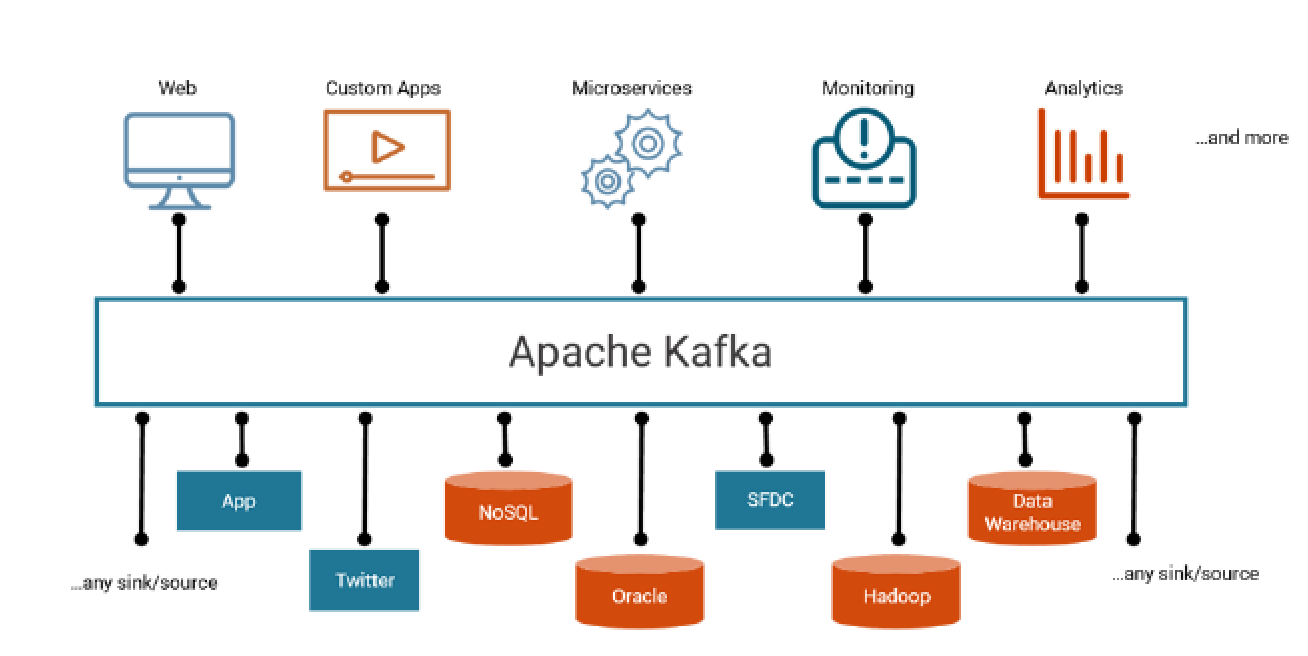 Web
Custom Apps
Microservices
Monitoring
Analytics
...and more
Apache Kafka
App
NoSQL
SFDC
Data
Warehouse
...any sink/source
Twitter
Oracle
Hadoop
...any sink/source